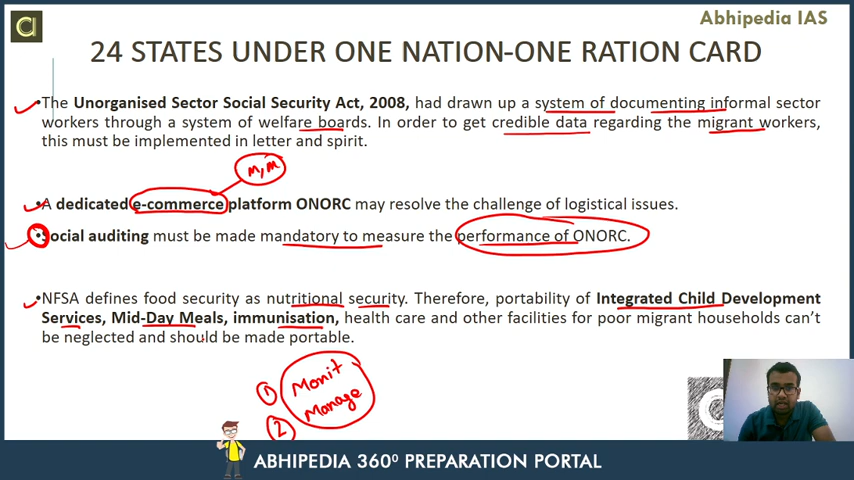 a
Abhipedia IAS
24 STATES UNDER ONE NATION-ONE RATION CARD
•The Unorganised Sector Social Security Act, 2008, had drawn up a system of documenting informal sector
workers through a system of welfare boards. In order to get credible data regarding the migrant workers,
this must be implemented in letter and spirit.
m, m
•A dedicated e-commerce platform ONORC may resolve the challenge of logistical issues.
•Social auditing must be made mandatory to measure the performance of ONORC.
•NFSA defines food security as nutritional security. Therefore, portability of Integrated Child Development
Services, Mid-Day Meals, immunisation, health care and other facilities for poor migrant households can't
be neglected and should be made portable.
1 Monit
Manage
2
ABHIPEDIA 360⁰ PREPARATION PORTAL